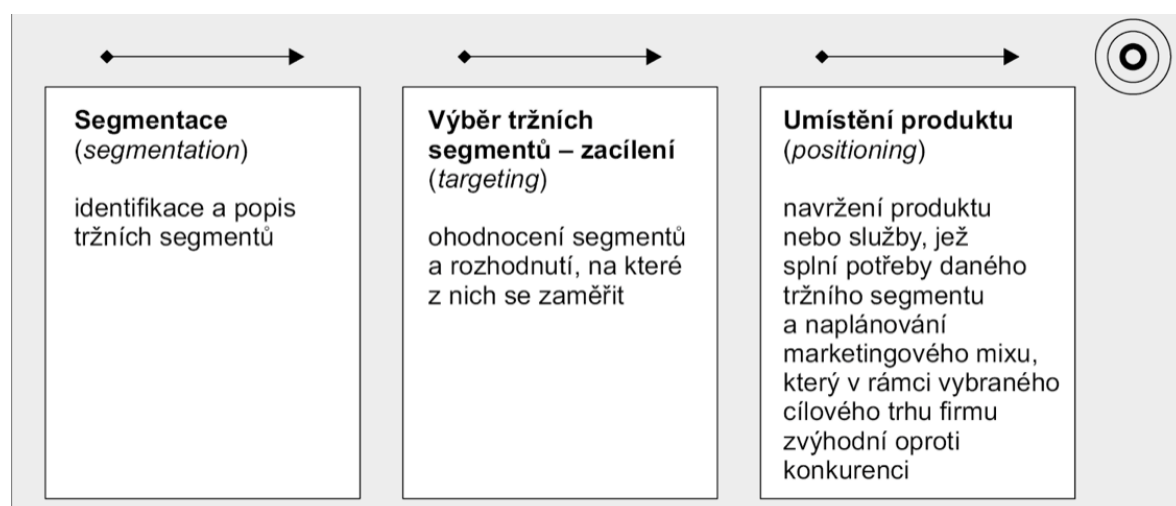 Segmentace
(segmentation)
identifikace a popis
tržních segmentů
Výběr tržních
segmentů – zacílení
(targeting)
ohodnocení segmentů
a rozhodnutí, na které
z nich se zaměřit
Umístění produktu
(positioning)
navržení produktu
nebo služby, jež
splní potřeby daného
tržního segmentu
a naplánování
marketingového mixu,
který v rámci vybraného
cílového trhu firmu
zvýhodní oproti
konkurenci